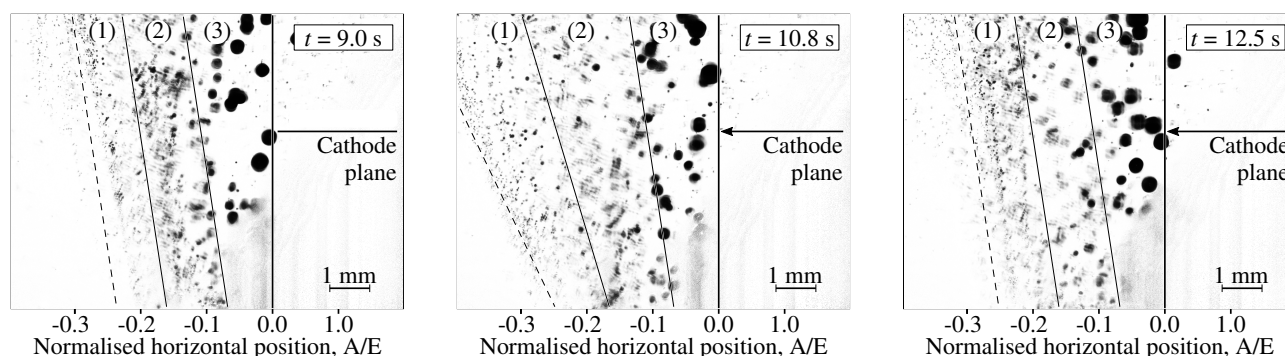 (1) (2) (3) t = 9.0 s
Cathode
plane
1 mm
-0.3 -0.2 -0.1 0.0 1.0
Normalised horizontal position, A/E
(1) (2) (3) t = 10.8 s
Cathode
plane
1 mm
-0.3 -0.2 -0.1 0.0 1.0
Normalised horizontal position, A/E
(1) (2) (3) t = 12.5 s
Cathode
plane
1 mm
-0.3 -0.2 -0.1 0.0 1.0
Normalised horizontal position, A/E